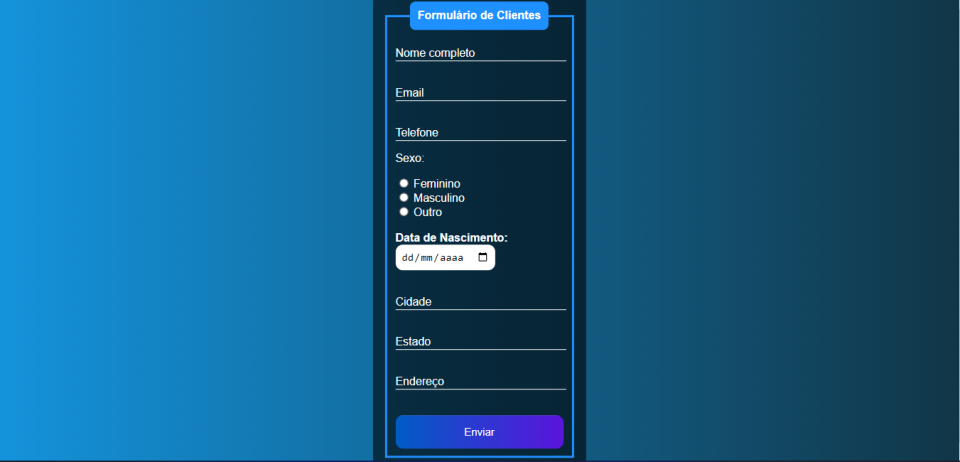 Formulário de Clientes
Nome completo
Email
Telefone
Sexo:
Feminino
Masculino
Outro
Data de Nascimento:
dd/mm/aaaa
Cidade
Estado
Endereço
Enviar